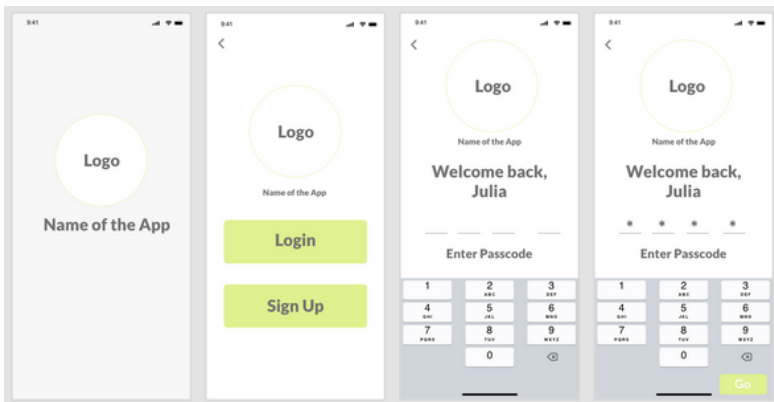 9:41
Logo
Name of the App
9:41
Logo
Name of the App
Login
Sign Up
9:41
Logo
Name of the App
Welcome back,
Julia
Enter Passcode
1 2 3
ABC DEF
4 5 6
GHI JKL MNO
7 8 9
PQRS TUV WXYZ
0
9:41
Logo
Name of the App
Welcome back,
Julia
* * * *
Enter Passcode
1 2 3
ABC DEF
4 5 6
GHI JKL MNO
7 8 9
PQRS TUV WXYZ
0
Go